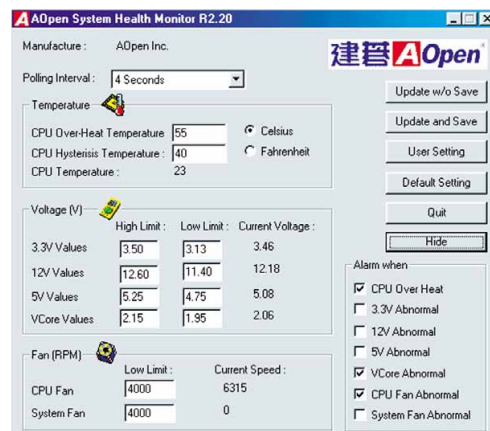 AOpen System Health Monitor R2.20
Manufacture : AOpen Inc.
建碁 AOpen
Polling Interval : 4 Seconds
Update w/o Save
Temperature
Update and Save
CPU Over-Heat Temperature 55 Celsius
CPU Hysterisis Temperature : 40 Fahrenheit
User Setting
CPU Temperature : 23
Default Setting
Voltage (V)
Quit
High Limit : Low Limit : Current Voltage :
Hide
3.3V Values 3.50 3.13 3.46
12V Values 12.60 11.40 12.18
5V Values 5.25 4.75 5.08
VCore Values 2.15 1.95 2.06
Alarm when
CPU Over Heat
3.3V Abnormal
12V Abnormal
5V Abnormal
VCore Abnormal
CPU Fan Abnormal
System Fan Abnormal
Fan (RPM)
Low Limit : Current Speed :
CPU Fan 4000 6315
System Fan 4000 0